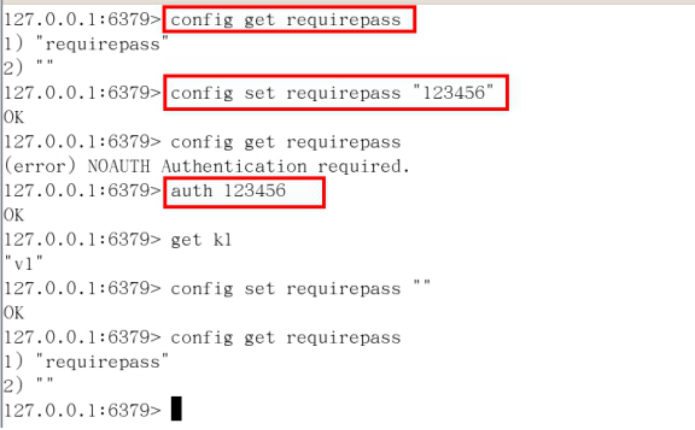 127.0.0.1:6379> config get requirepass
1) "requirepass"
2) ""
127.0.0.1:6379> config set requirepass "123456"
OK
127.0.0.1:6379> config get requirepass
(error) NOAUTH Authentication required.
127.0.0.1:6379> auth 123456
OK
127.0.0.1:6379> get k1
"v1"
127.0.0.1:6379> config set requirepass ""
OK
127.0.0.1:6379> config get requirepass
1) "requirepass"
2) ""
127.0.0.1:6379>